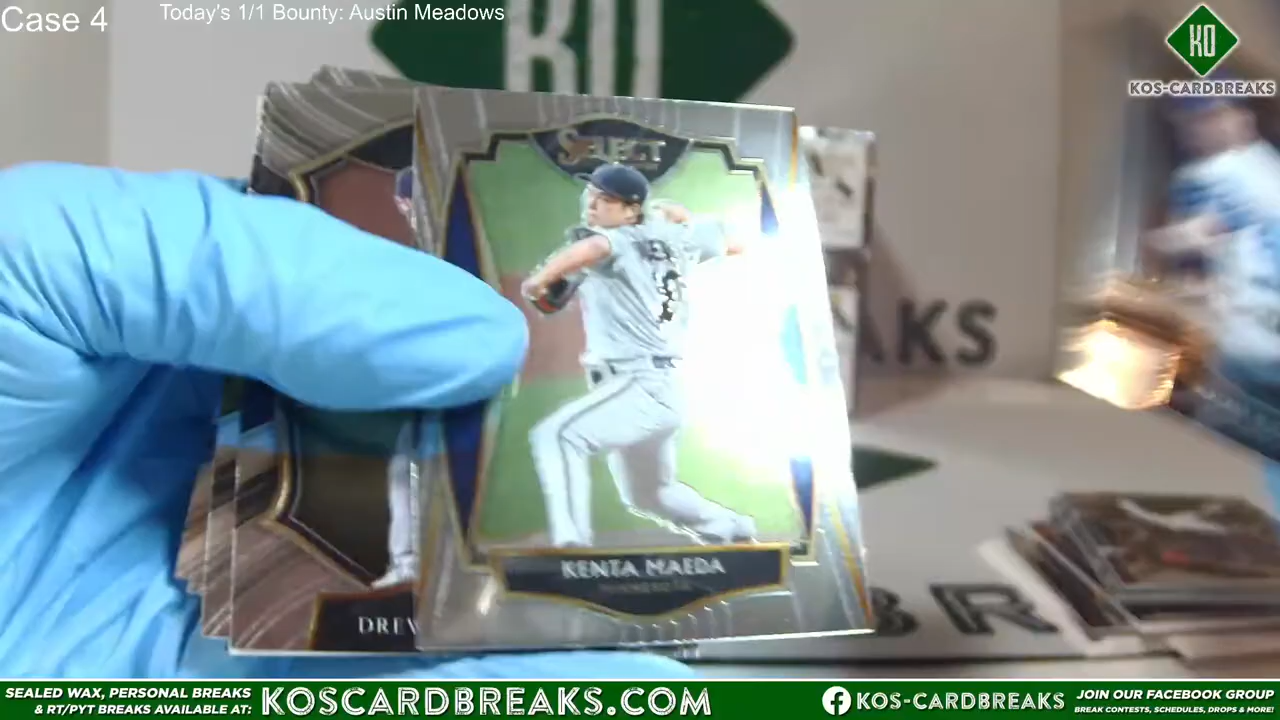 Case 4
Today's 1/1 Bounty: Austin Meadows
KO
KO
KOS-CARDBREAKS
SELECT
AKS
KENTA MAEDA
DREW
BR
SEALED WAX, PERSONAL BREAKS
& RT/PYT BREAKS AVAILABLE AT:
KOSCARDBREAKS.COM
KOS-CARDBREAKS
JOIN OUR FACEBOOK GROUP
BREAK CONTESTS, SCHEDULES, DROPS & MORE!